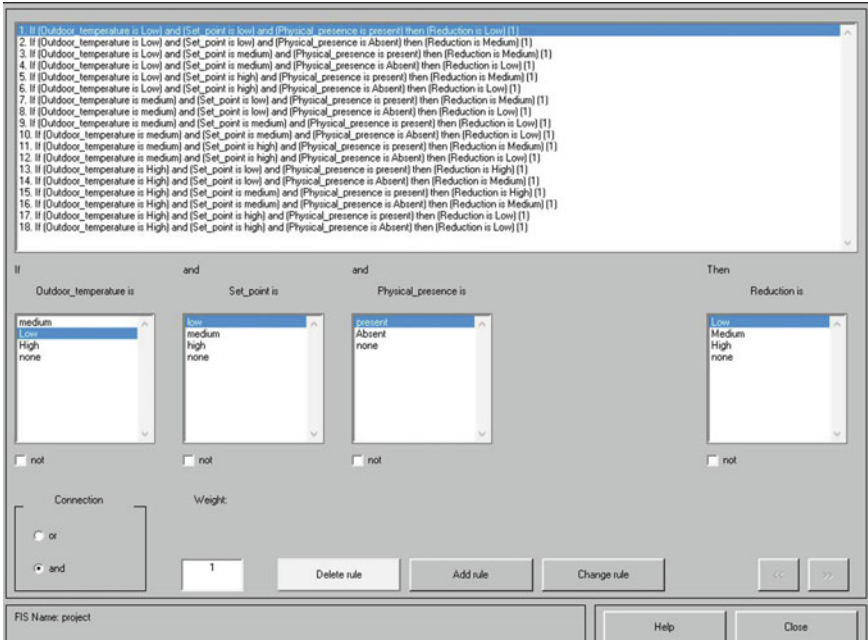 1. If (Outdoor_temperature is Low) and (Set_point is low) and (Physical_presence is present) then (Reduction is Low) (1)
2. If (Outdoor_temperature is Low) and (Set_point is low) and (Physical_presence is Absent) then (Reduction is Medium) (1)
3. If (Outdoor_temperature is Low) and (Set_point is medium) and (Physical_presence is present) then (Reduction is Medium) (1)
4. If (Outdoor_temperature is Low) and (Set_point is medium) and (Physical_presence is Absent) then (Reduction is Low) (1)
5. If (Outdoor_temperature is Low) and (Set_point is high) and (Physical_presence is present) then (Reduction is Medium) (1)
6. If (Outdoor_temperature is Low) and (Set_point is high) and (Physical_presence is Absent) then (Reduction is Low) (1)
7. If (Outdoor_temperature is medium) and (Set_point is low) and (Physical_presence is present) then (Reduction is Medium) (1)
8. If (Outdoor_temperature is medium) and (Set_point is low) and (Physical_presence is Absent) then (Reduction is Low) (1)
9. If (Outdoor_temperature is medium) and (Set_point is medium) and (Physical_presence is present) then (Reduction is Low) (1)
10. If (Outdoor_temperature is medium) and (Set_point is medium) and (Physical_presence is Absent) then (Reduction is Low) (1)
11. If (Outdoor_temperature is medium) and (Set_point is high) and (Physical_presence is present) then (Reduction is Medium) (1)
12. If (Outdoor_temperature is medium) and (Set_point is high) and (Physical_presence is Absent) then (Reduction is Low) (1)
13. If (Outdoor_temperature is High) and (Set_point is low) and (Physical_presence is present) then (Reduction is High) (1)
14. If (Outdoor_temperature is High) and (Set_point is low) and (Physical_presence is Absent) then (Reduction is Medium) (1)
15. If (Outdoor_temperature is High) and (Set_point is medium) and (Physical_presence is present) then (Reduction is High) (1)
16. If (Outdoor_temperature is High) and (Set_point is medium) and (Physical_presence is Absent) then (Reduction is Medium) (1)
17. If (Outdoor_temperature is High) and (Set_point is high) and (Physical_presence is present) then (Reduction is Low) (1)
18. If (Outdoor_temperature is High) and (Set_point is high) and (Physical_presence is Absent) then (Reduction is Low) (1)
If and and Then
Outdoor_temperature is Set_point is Physical_presence is Reduction is
medium low present Low
Low medium Absent Medium
High high none High
none none none
not not not not
Connection Weight:
or
and 1 Delete rule Add rule Change rule << >>
FIS Name: project Help Close